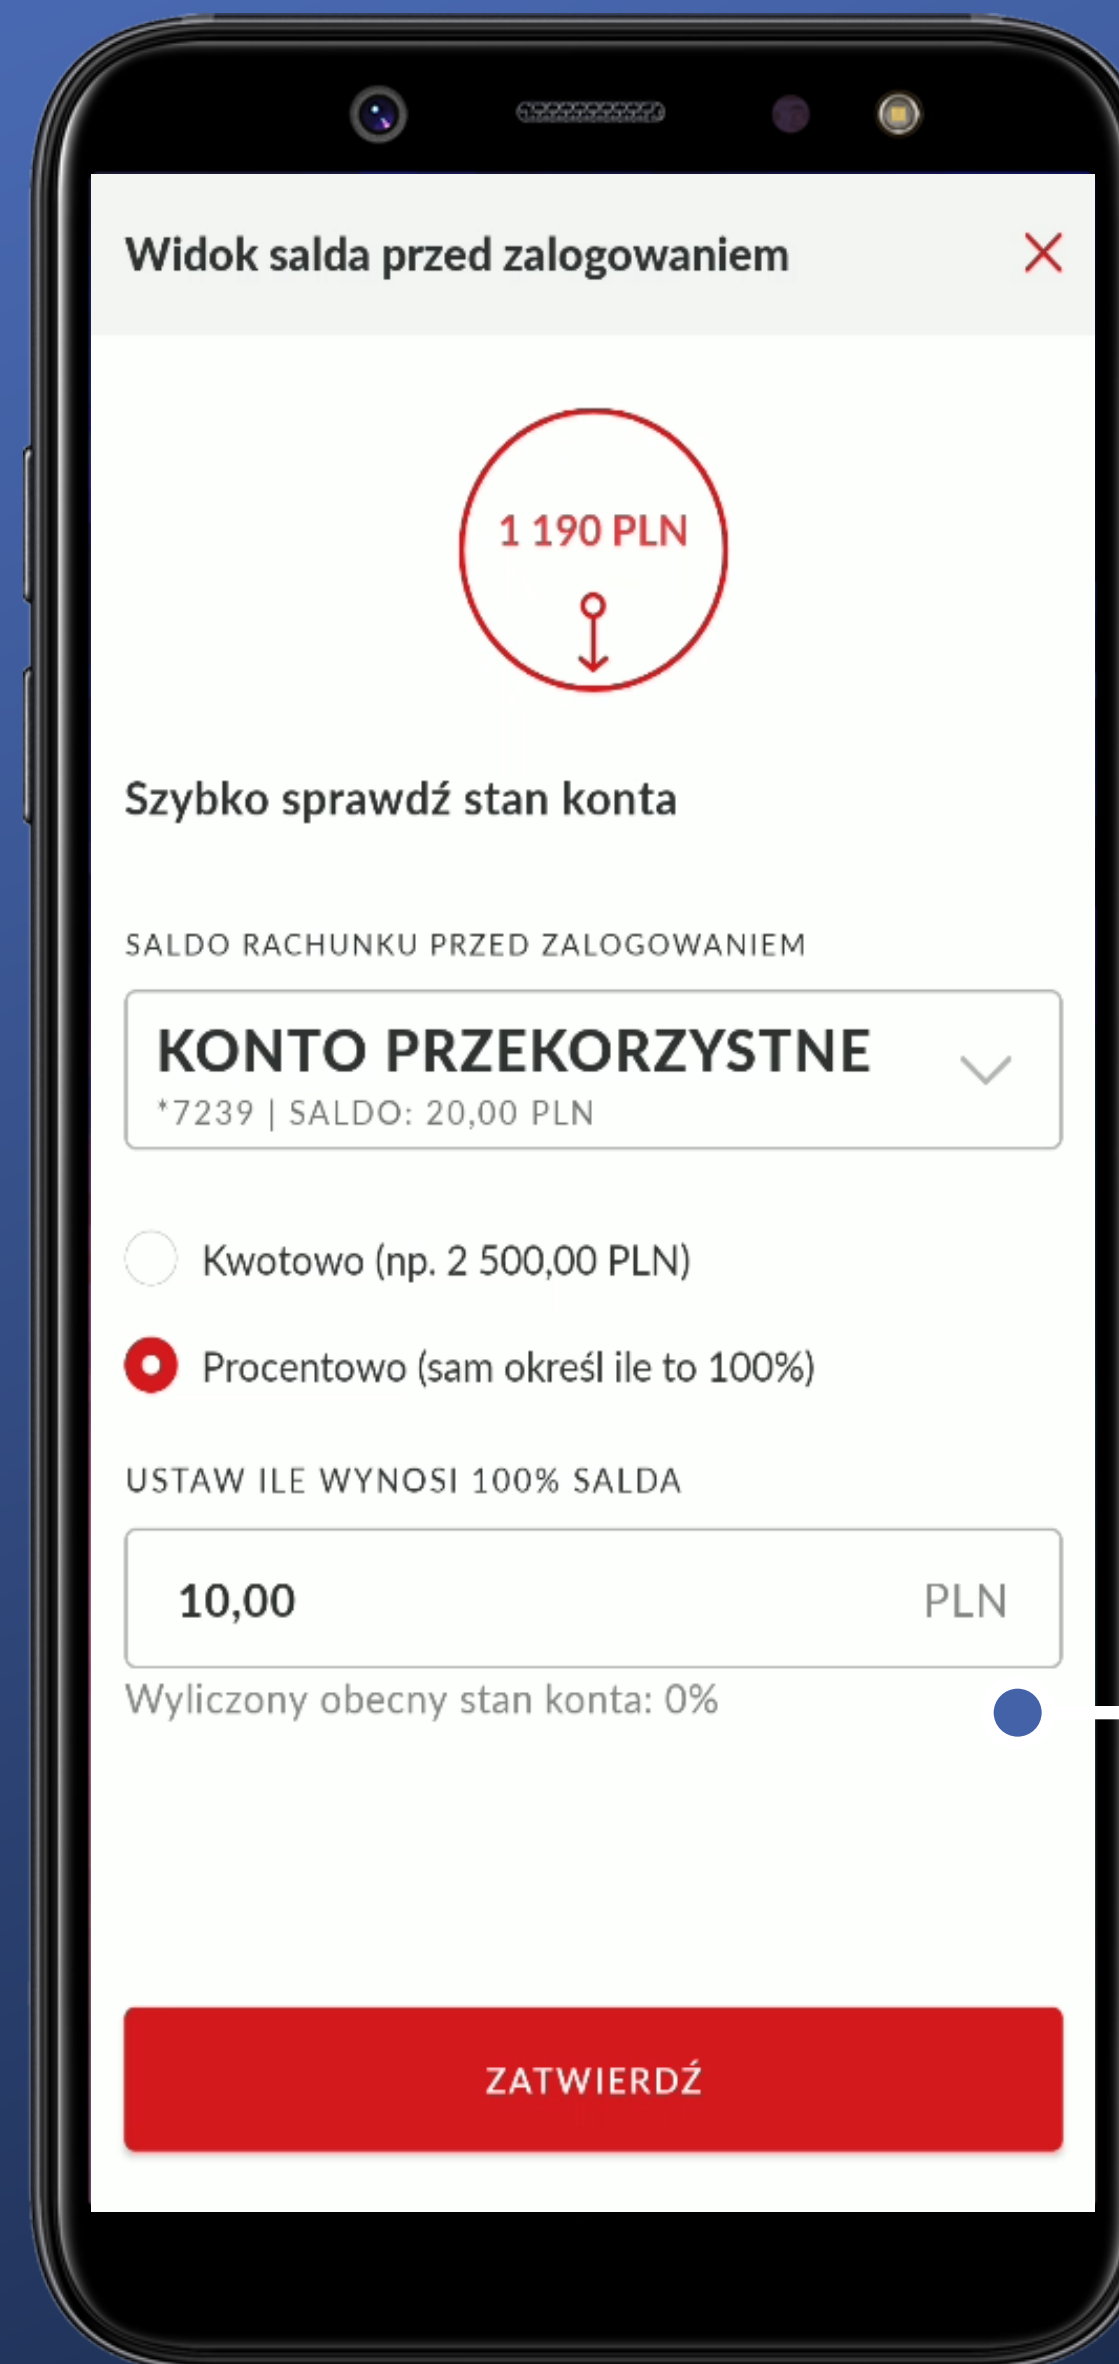 Widok salda przed zalogowaniem
1 190 PLN
Szybko sprawdź stan konta
SALDO RACHUNKU PRZED ZALOGOWANIEM
KONTO PRZEKORZYSTNE
*7239 | SALDO: 20,00 PLN
Kwotowo (np. 2 500,00 PLN)
Procentowo (sam określ ile to 100%)
USTAW ILE WYNOSI 100% SALDA
10,00 PLN
Wyliczony obecny stan konta: 0%
ZATWIERDŹ